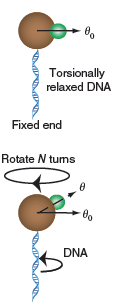 θ₀
Torsionally
relaxed DNA
Fixed end
Rotate N turns
θ
θ₀
DNA